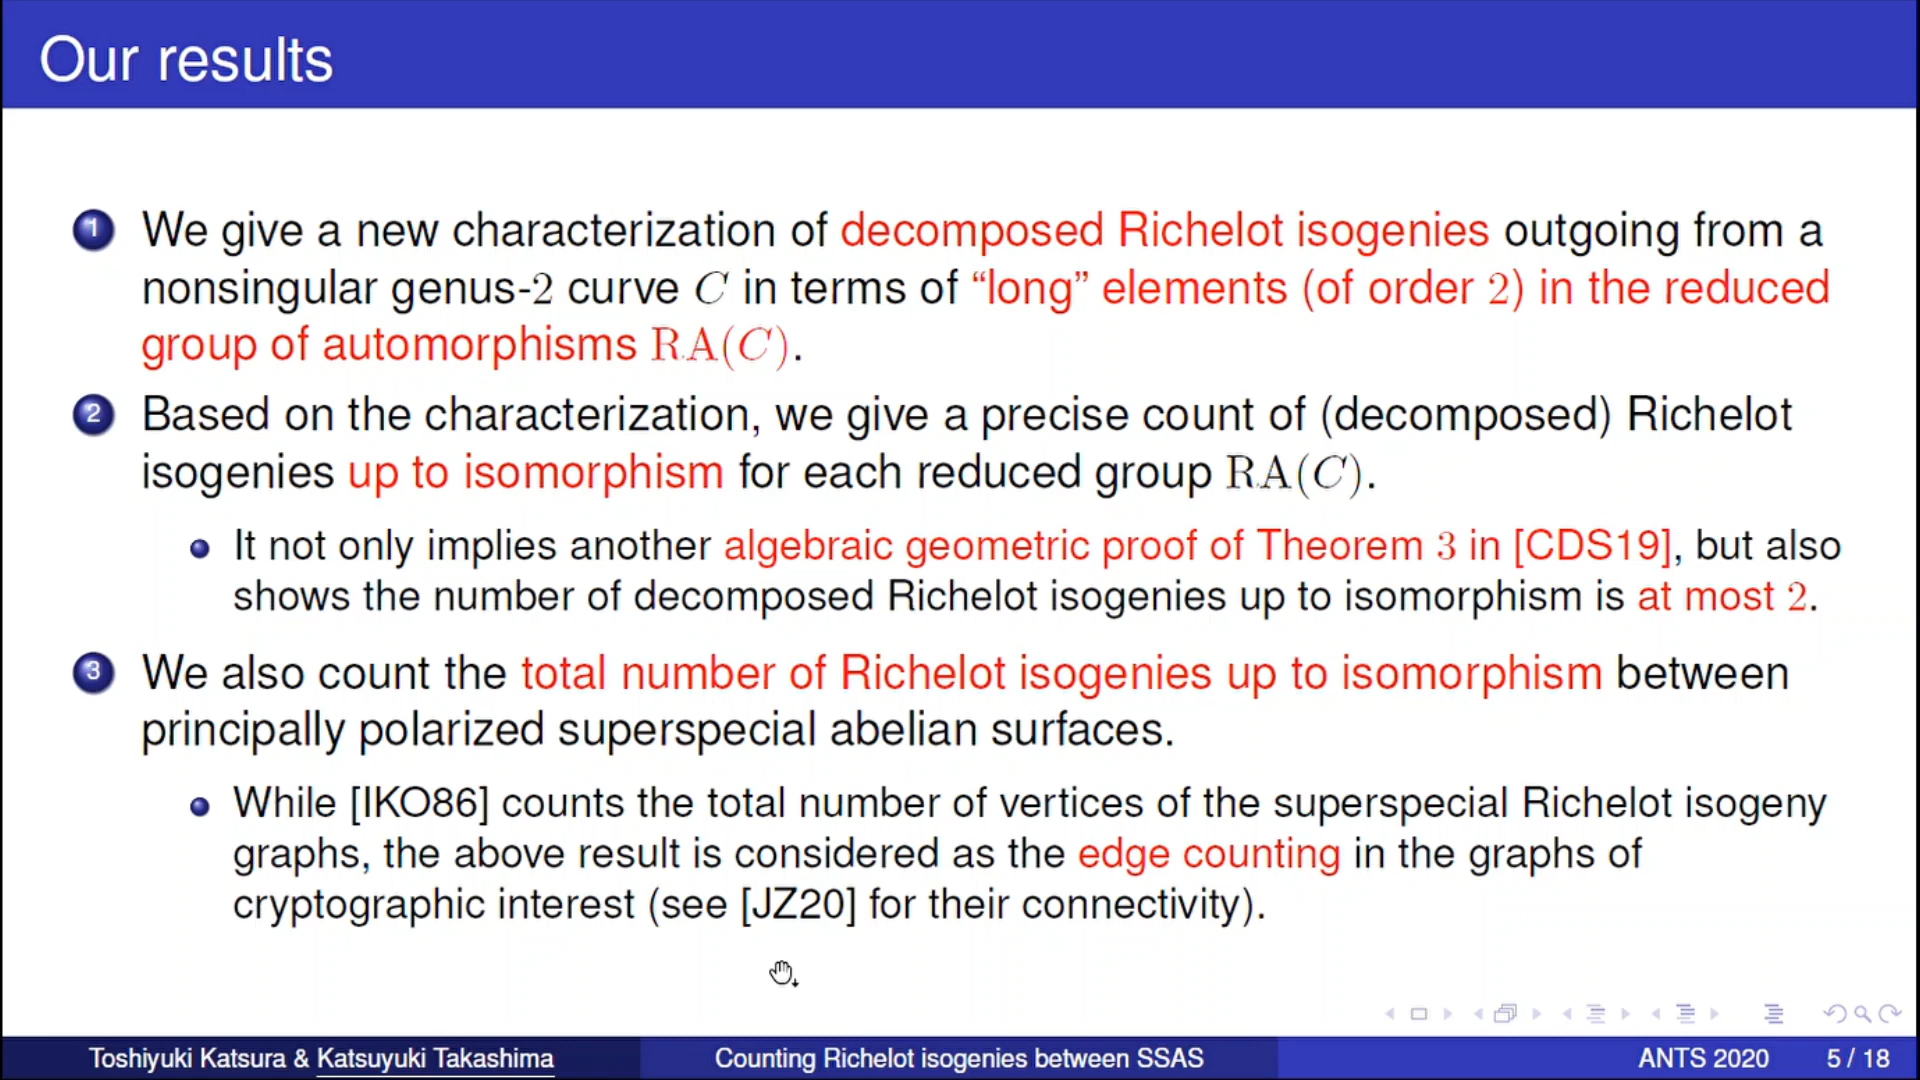 Our results
1 We give a new characterization of decomposed Richelot isogenies outgoing from a
nonsingular genus-2 curve C in terms of “long” elements (of order 2) in the reduced
group of automorphisms RA(C).
2 Based on the characterization, we give a precise count of (decomposed) Richelot
isogenies up to isomorphism for each reduced group RA(C).
It not only implies another algebraic geometric proof of Theorem 3 in [CDS19], but also
shows the number of decomposed Richelot isogenies up to isomorphism is at most 2.
3 We also count the total number of Richelot isogenies up to isomorphism between
principally polarized superspecial abelian surfaces.
While [IKO86] counts the total number of vertices of the superspecial Richelot isogeny
graphs, the above result is considered as the edge counting in the graphs of
cryptographic interest (see [JZ20] for their connectivity).
Toshiyuki Katsura & Katsuyuki Takashima
Counting Richelot isogenies between SSAS
ANTS 2020
5 / 18